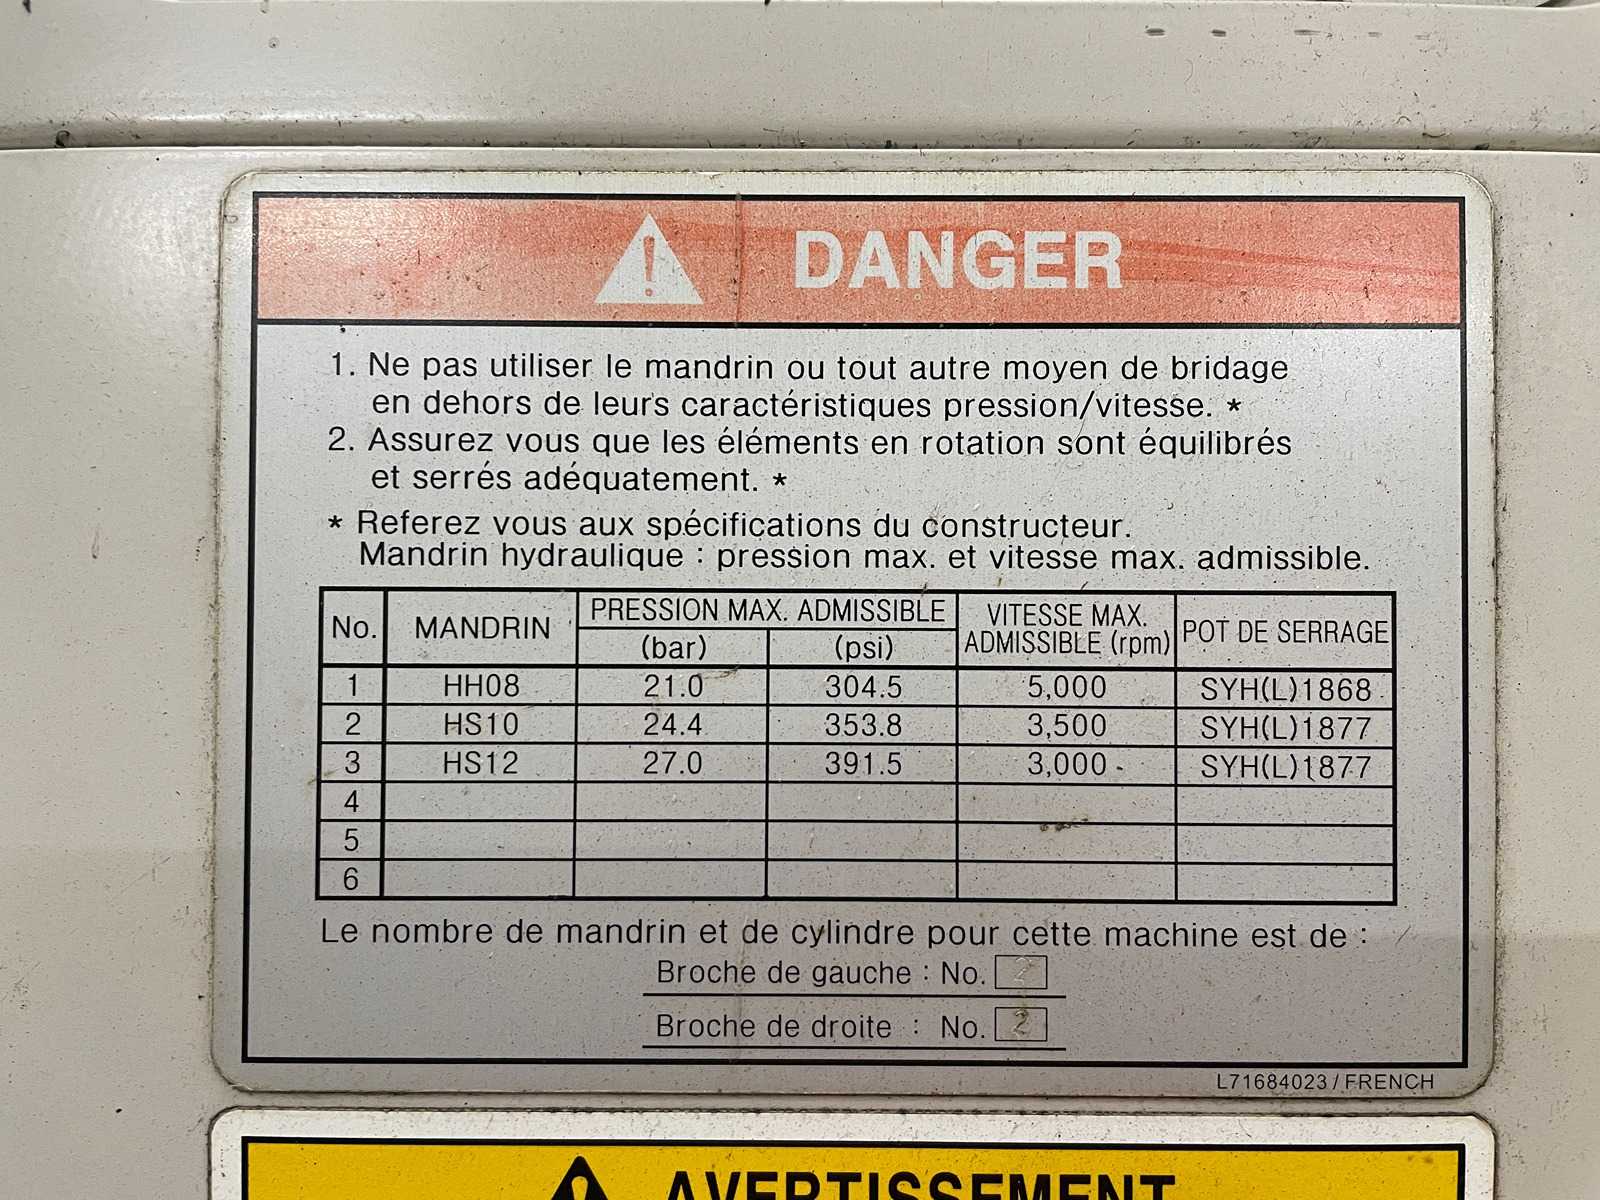 DANGER
1. Ne pas utiliser le mandrin ou tout autre moyen de bridage
en dehors de leurs caractéristiques pression/vitesse. *
2. Assurez vous que les éléments en rotation sont équilibrés
et serrés adéquatement. *
* Referez vous aux spécifications du constructeur.
Mandrin hydraulique : pression max. et vitesse max. admissible.
No. MANDRIN PRESSION MAX. ADMISSIBLE (bar) (psi) VITESSE MAX. ADMISSIBLE (rpm) POT DE SERRAGE
1 HH08 21.0 304.5 5,000 SYH(L)1868
2 HS10 24.4 353.8 3,500 SYH(L)1877
3 HS12 27.0 391.5 3,000 SYH(L)1877
4
5
6
Le nombre de mandrin et de cylindre pour cette machine est de :
Broche de gauche : No. 2
Broche de droite : No. 2
L71684023 / FRENCH
AVERTISSEMENT